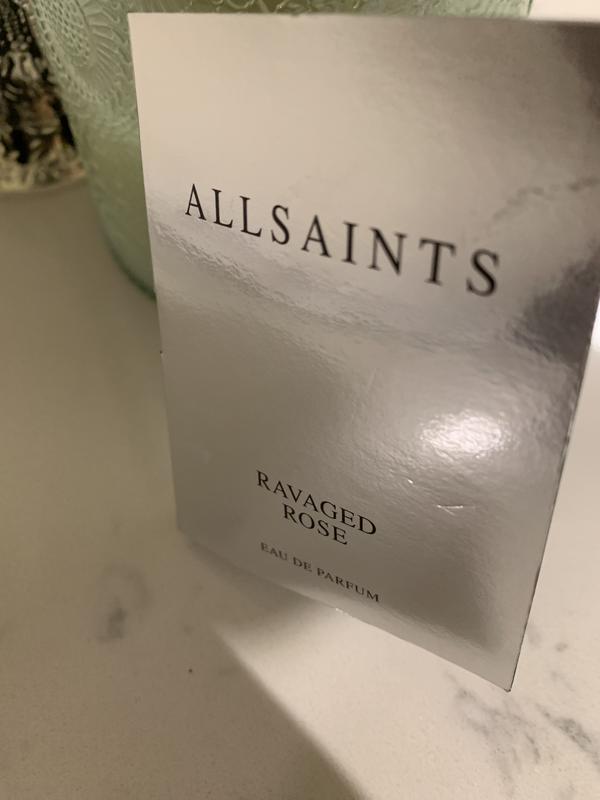 ALLSAINTS
RAVAGED
ROSE
EAU DE PARFUM